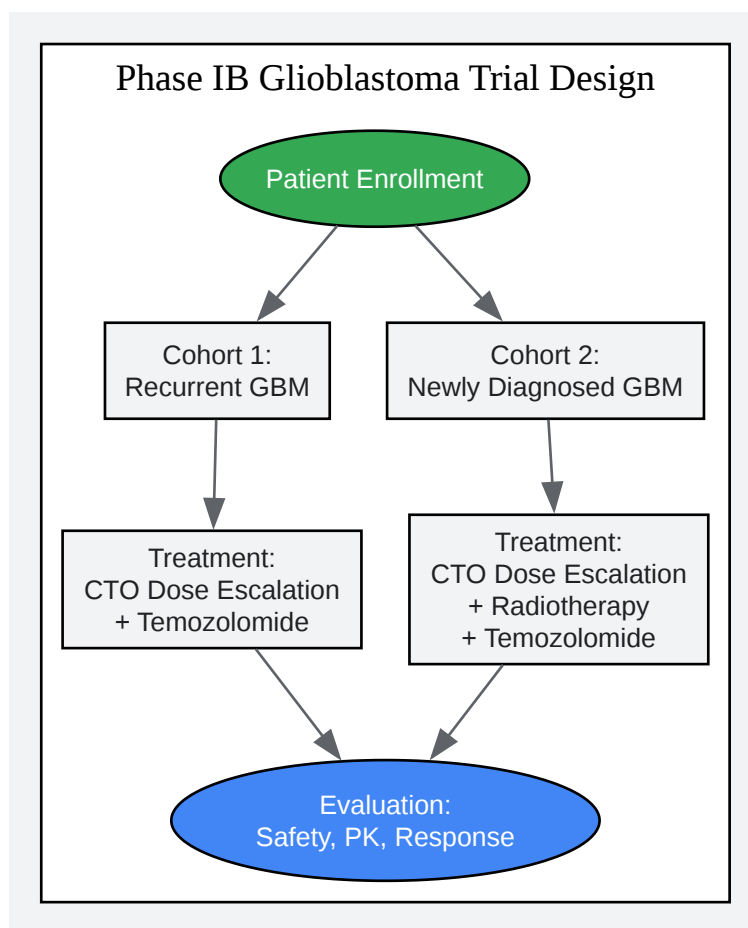 Phase IB Glioblastoma Trial Design
Patient Enrollment
Cohort 1:
Recurrent GBM
Cohort 2:
Newly Diagnosed GBM
Treatment:
CTO Dose Escalation
+ Temozolomide
Treatment:
CTO Dose Escalation
+ Radiotherapy
+ Temozolomide
Evaluation:
Safety, PK, Response